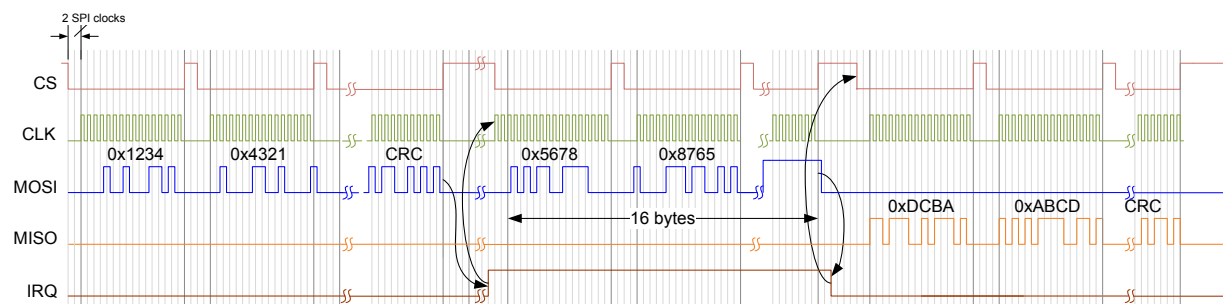 2 SPI clocks
CS
CLK
0x1234 0x4321 CRC 0x5678 0x8765
MOSI
16 bytes
0xDCBA 0xABCD CRC
MISO
IRQ